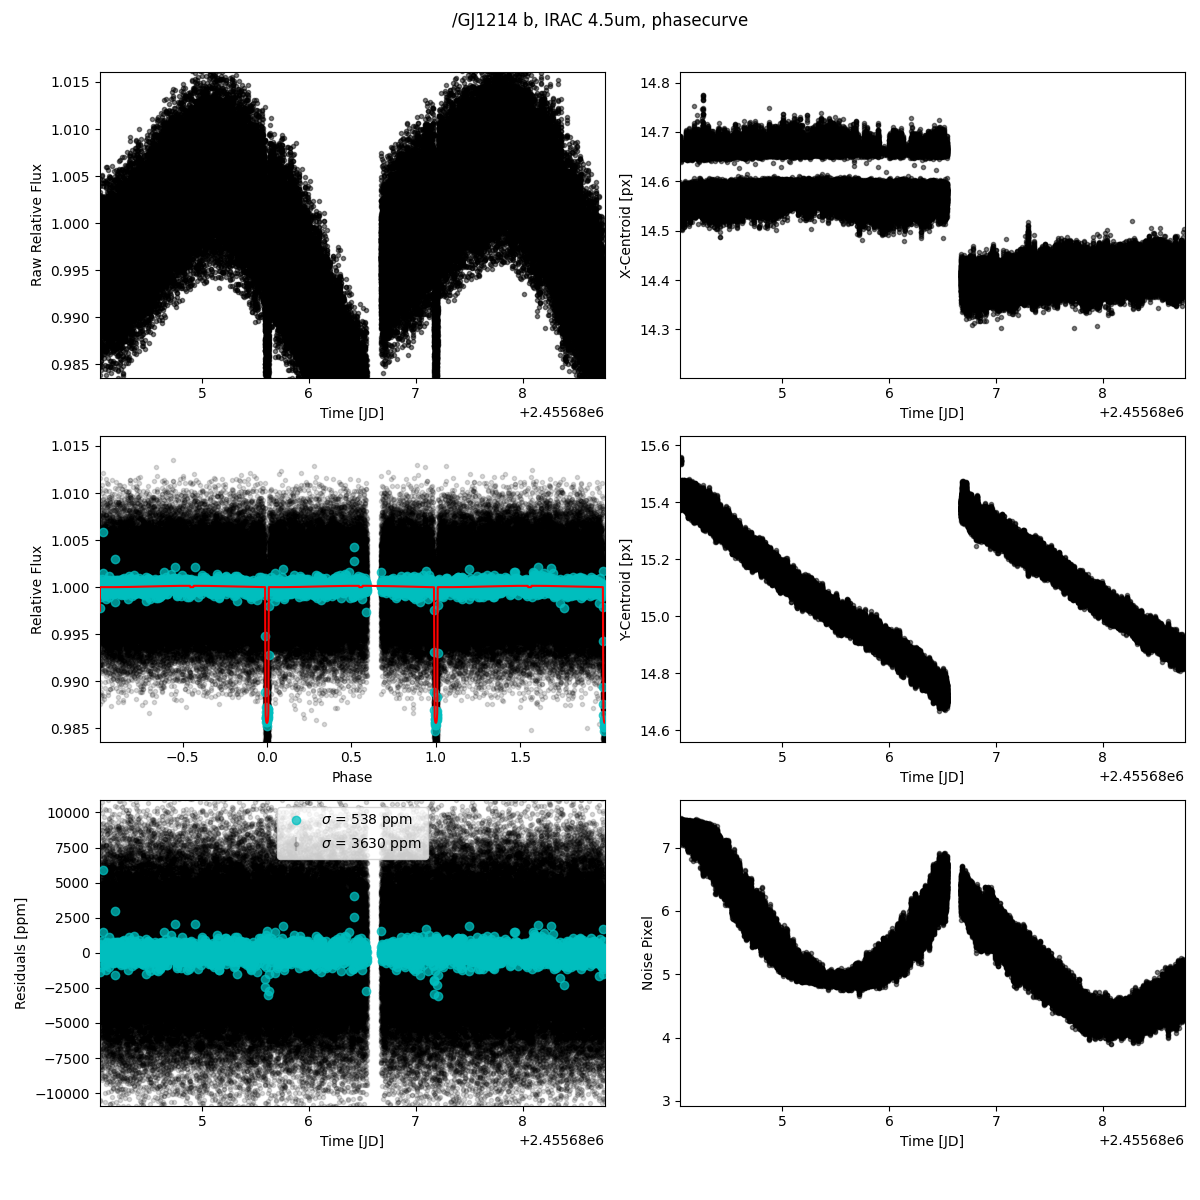 /GJ1214 b, IRAC 4.5um, phasecurve
1.015
1.010
1.005
1.000
0.995
0.990
0.985
Raw Relative Flux
5 6 7 8
Time [JD]
+2.45568e6
14.8
14.7
14.6
14.5
14.4
14.3
X-Centroid [px]
5 6 7 8
Time [JD]
+2.45568e6
1.015
1.010
1.005
1.000
0.995
0.990
0.985
Relative Flux
−0.5 0.0 0.5 1.0 1.5
Phase
15.6
15.4
15.2
15.0
14.8
14.6
Y-Centroid [px]
5 6 7 8
Time [JD]
+2.45568e6
10000
7500
5000
2500
0
−2500
−5000
−7500
−10000
Residuals [ppm]
σ = 538 ppm
σ = 3630 ppm
5 6 7 8
Time [JD]
+2.45568e6
7
6
5
4
3
Noise Pixel
5 6 7 8
Time [JD]
+2.45568e6